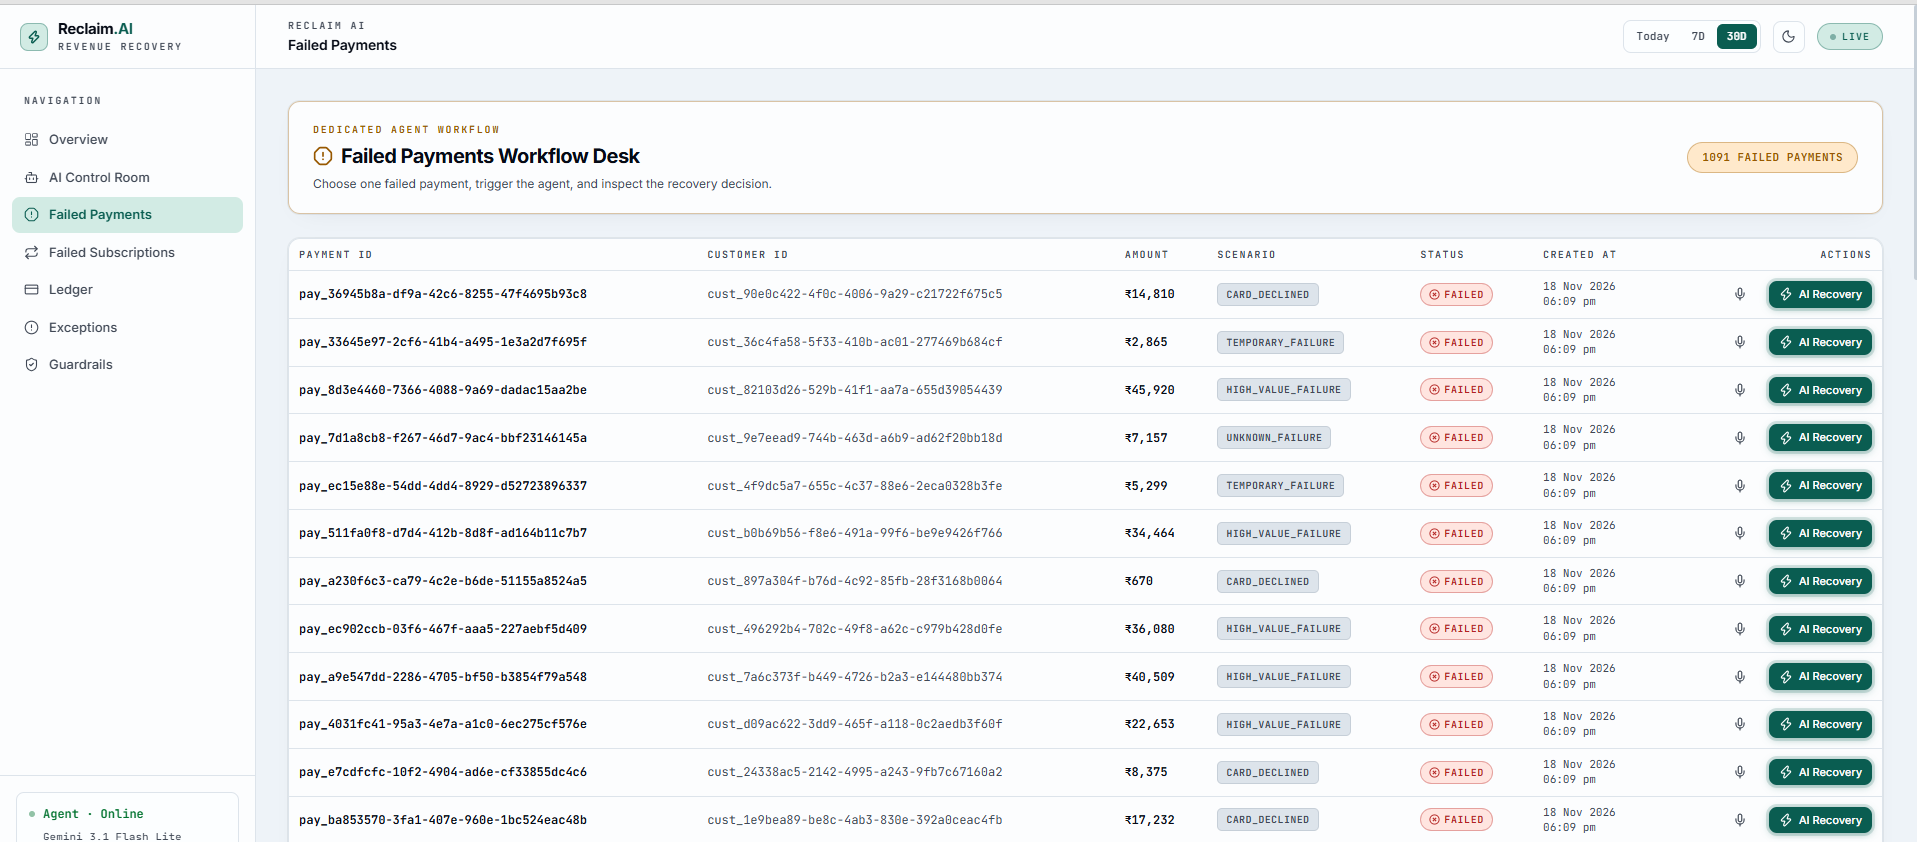 Reclaim.AI
REVENUE RECOVERY
RECLAIM AI
Failed Payments
Today 7D 30D
LIVE
NAVIGATION
Overview
AI Control Room
Failed Payments
Failed Subscriptions
Ledger
Exceptions
Guardrails
Agent · Online
Gemini 3.1 Flash Lite
DEDICATED AGENT WORKFLOW
Failed Payments Workflow Desk
Choose one failed payment, trigger the agent, and inspect the recovery decision.
1091 FAILED PAYMENTS
PAYMENT ID CUSTOMER ID AMOUNT SCENARIO STATUS CREATED AT ACTIONS
pay_36945b8a-df9a-42c6-8255-47f4695b93c8 cust_90e0c422-4f0c-4006-9a29-c21722f675c5 ₹14,810 CARD_DECLINED FAILED 18 Nov 2026 06:09 pm AI Recovery
pay_33645e97-2cf6-41b4-a495-1e3a2d7f695f cust_36c4fa58-5f33-410b-ac01-277469b684cf ₹2,865 TEMPORARY_FAILURE FAILED 18 Nov 2026 06:09 pm AI Recovery
pay_8d3e4460-7366-4088-9a69-dadac15aa2be cust_82103d26-529b-41f1-aa7a-655d39054439 ₹45,920 HIGH_VALUE_FAILURE FAILED 18 Nov 2026 06:09 pm AI Recovery
pay_7d1a8cb8-f267-46d7-9ac4-bbf23146145a cust_9e7eead9-744b-463d-a6b9-ad62f20bb18d ₹7,157 UNKNOWN_FAILURE FAILED 18 Nov 2026 06:09 pm AI Recovery
pay_ec15e88e-54dd-4dd4-8929-d52723896337 cust_4f9dc5a7-655c-4c37-88e6-2eca0328b3fe ₹5,299 TEMPORARY_FAILURE FAILED 18 Nov 2026 06:09 pm AI Recovery
pay_511fa0f8-d7d4-412b-8d8f-ad164b11c7b7 cust_b0b69b56-f8e6-491a-99f6-be9e9426f766 ₹34,464 HIGH_VALUE_FAILURE FAILED 18 Nov 2026 06:09 pm AI Recovery
pay_a230f6c3-ca79-4c2e-b6de-51155a8524a5 cust_897a304f-b76d-4c92-85fb-28f3168b0064 ₹670 CARD_DECLINED FAILED 18 Nov 2026 06:09 pm AI Recovery
pay_ec902ccb-03f6-467f-aaa5-227aebf5d409 cust_496292b4-702c-49f8-a62c-c979b428d0fe ₹36,080 HIGH_VALUE_FAILURE FAILED 18 Nov 2026 06:09 pm AI Recovery
pay_a9e547dd-2286-4705-bf50-b3854f79a548 cust_7a6c373f-b449-4726-b2a3-e144480bb374 ₹40,509 HIGH_VALUE_FAILURE FAILED 18 Nov 2026 06:09 pm AI Recovery
pay_4031fc41-95a3-4e7a-a1c0-6ec275cf576e cust_d09ac622-3dd9-465f-a118-0c2aedb3f60f ₹22,653 HIGH_VALUE_FAILURE FAILED 18 Nov 2026 06:09 pm AI Recovery
pay_e7cdfcfc-10f2-4904-ad6e-cf33855dc4c6 cust_24338ac5-2142-4995-a243-9fb7c67160a2 ₹8,375 CARD_DECLINED FAILED 18 Nov 2026 06:09 pm AI Recovery
pay_ba853570-3fa1-407e-960e-1bc524eac48b cust_1e9bea89-be8c-4ab3-830e-392a0ceac4fb ₹17,232 CARD_DECLINED FAILED 18 Nov 2026 06:09 pm AI Recovery